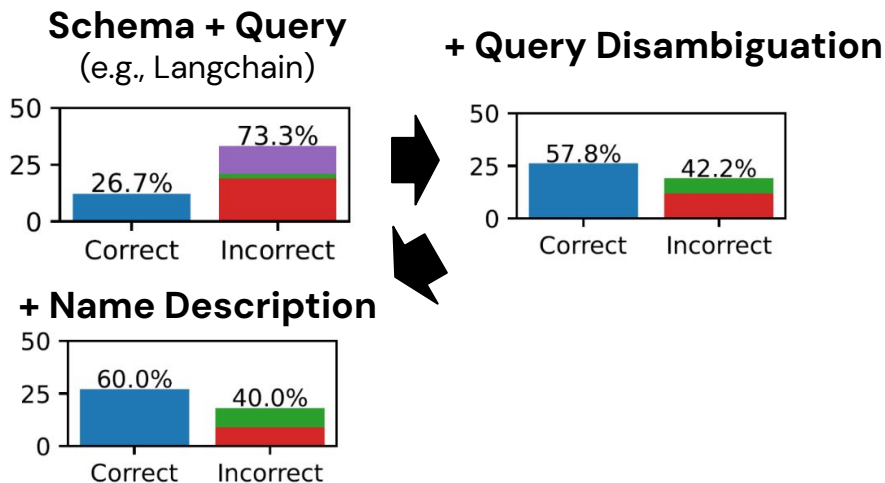 Schema + Query
(e.g., Langchain)
50
25
0
26.7%
73.3%
Correct
Incorrect
+ Query Disambiguation
50
25
0
57.8%
42.2%
Correct
Incorrect
+ Name Description
50
25
0
60.0%
40.0%
Correct
Incorrect